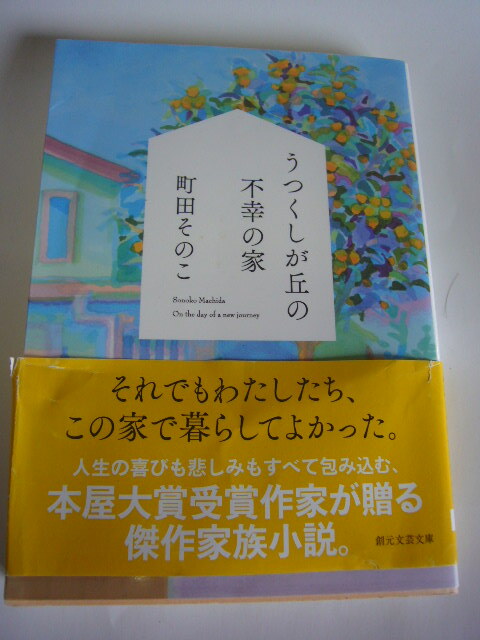 うつくしが丘の
不幸の家
町田そのこ
Sonoko Machida
On the day of a new journey
それでもわたしたち、
この家で暮らしてよかった。
人生の喜びも悲しみもすべて包み込む、
本屋大賞受賞作家が贈る
傑作家族小説。
創元文芸文庫